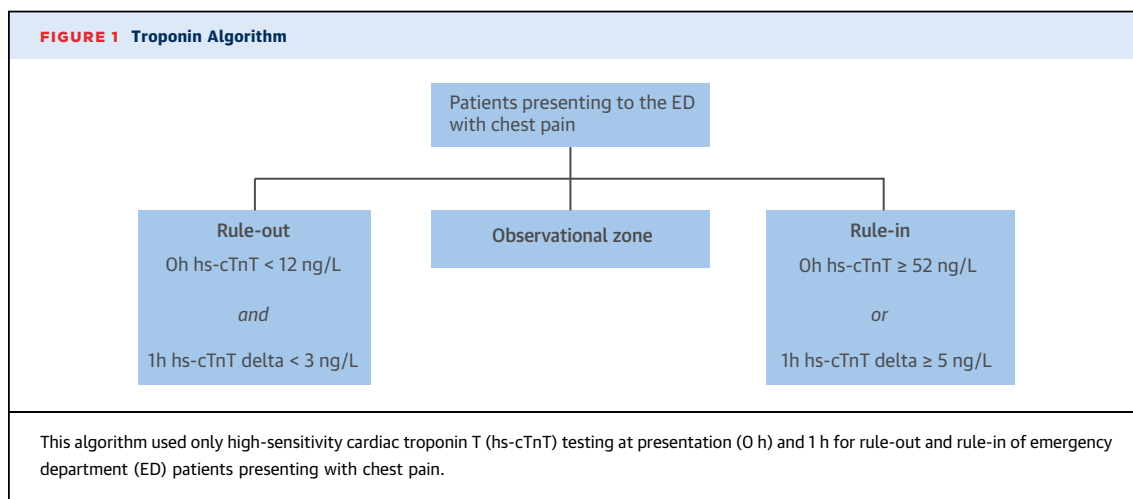 FIGURE 1 Troponin Algorithm
Patients presenting to the ED
with chest pain
Rule-out
0h hs-cTnT < 12 ng/L
and
1h hs-cTnT delta < 3 ng/L
Observational zone
Rule-in
0h hs-cTnT ≥ 52 ng/L
or
1h hs-cTnT delta ≥ 5 ng/L
This algorithm used only high-sensitivity cardiac troponin T (hs-cTnT) testing at presentation (0 h) and 1 h for rule-out and rule-in of emergency
department (ED) patients presenting with chest pain.